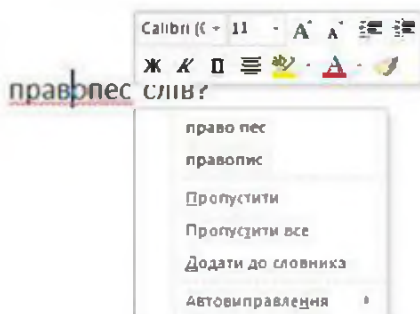 Calibri (С 11 А А
Ж К П
правопес слів?
право пес
правопис
Пропустити
Пропустити все
Додати до словника
Автовиправлення